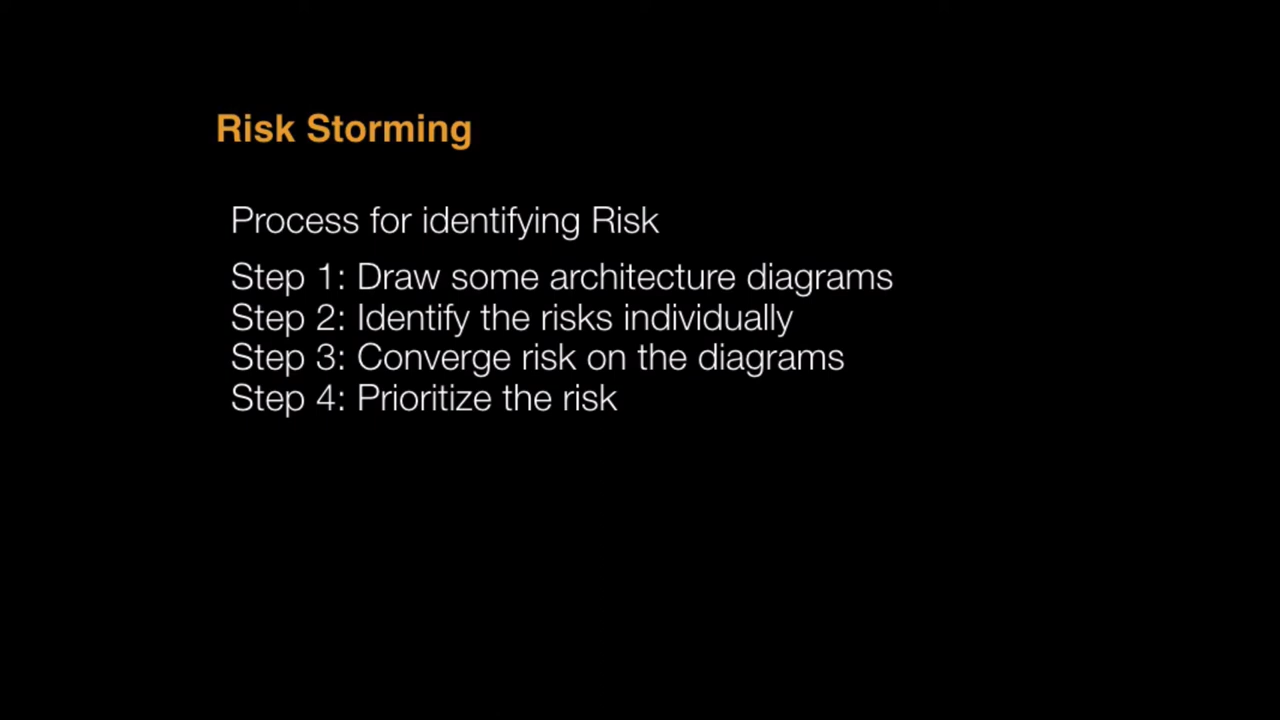 Risk Storming
Process for identifying Risk
Step 1: Draw some architecture diagrams
Step 2: Identify the risks individually
Step 3: Converge risk on the diagrams
Step 4: Prioritize the risk